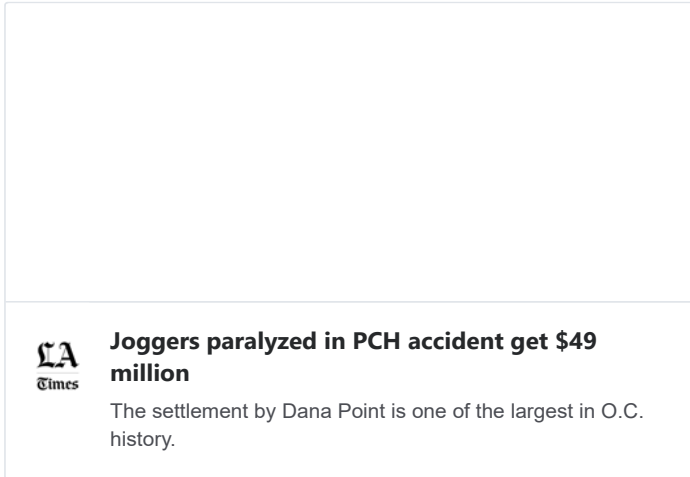 LA
Times
Joggers paralyzed in PCH accident get $49
million
The settlement by Dana Point is one of the largest in O.C.
history.